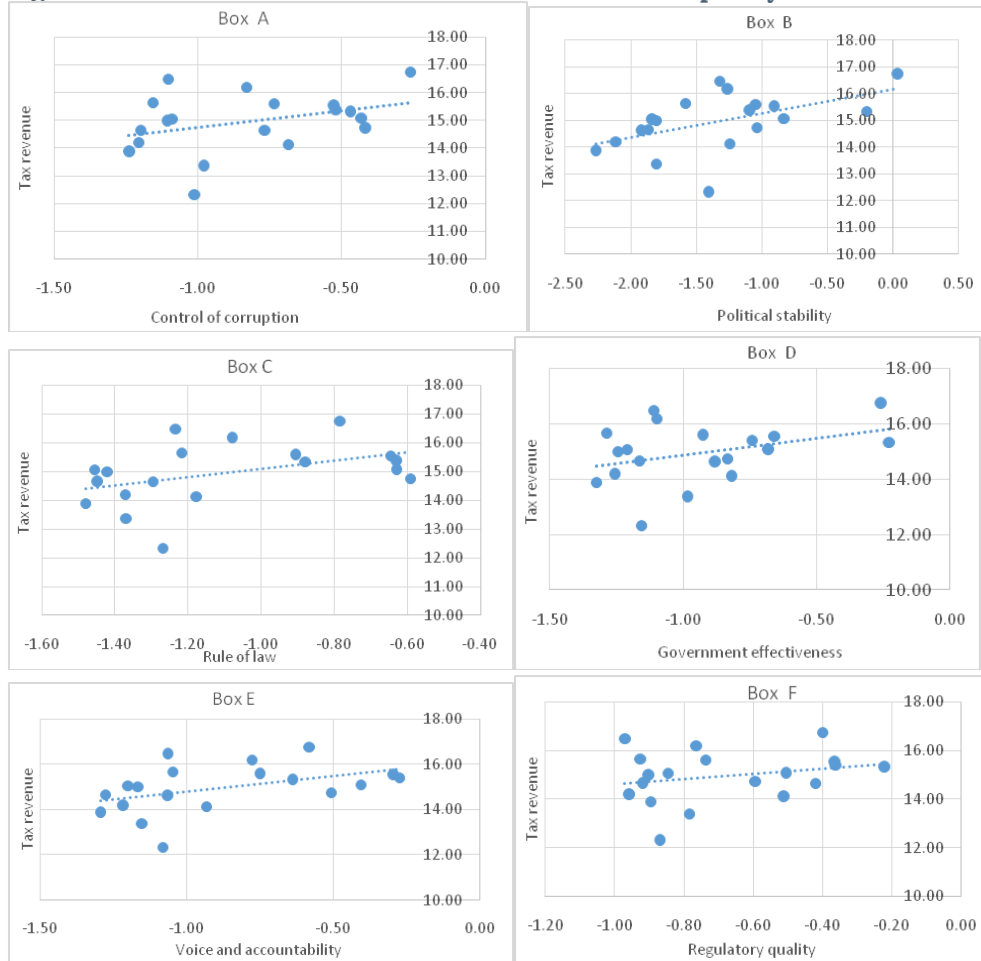 Box A
18.00
17.00
16.00
15.00
14.00
13.00
12.00
11.00
10.00
Tax revenue
-1.50 -1.00 -0.50 0.00
Control of corruption
Box B
18.00
17.00
16.00
15.00
14.00
13.00
12.00
11.00
10.00
Tax revenue
-2.50 -2.00 -1.50 -1.00 -0.50 0.00 0.50
Political stability
Box C
18.00
17.00
16.00
15.00
14.00
13.00
12.00
11.00
10.00
Tax revenue
-1.60 -1.40 -1.20 -1.00 -0.80 -0.60 -0.40
Rule of law
Box D
18.00
16.00
14.00
12.00
10.00
Tax revenue
-1.50 -1.00 -0.50 0.00
Government effectiveness
Box E
18.00
16.00
14.00
12.00
10.00
Tax revenue
-1.50 -1.00 -0.50 0.00
Voice and accountability
Box F
18.00
16.00
14.00
12.00
10.00
Tax revenue
-1.20 -1.00 -0.80 -0.60 -0.40 -0.20 0.00
Regulatory quality